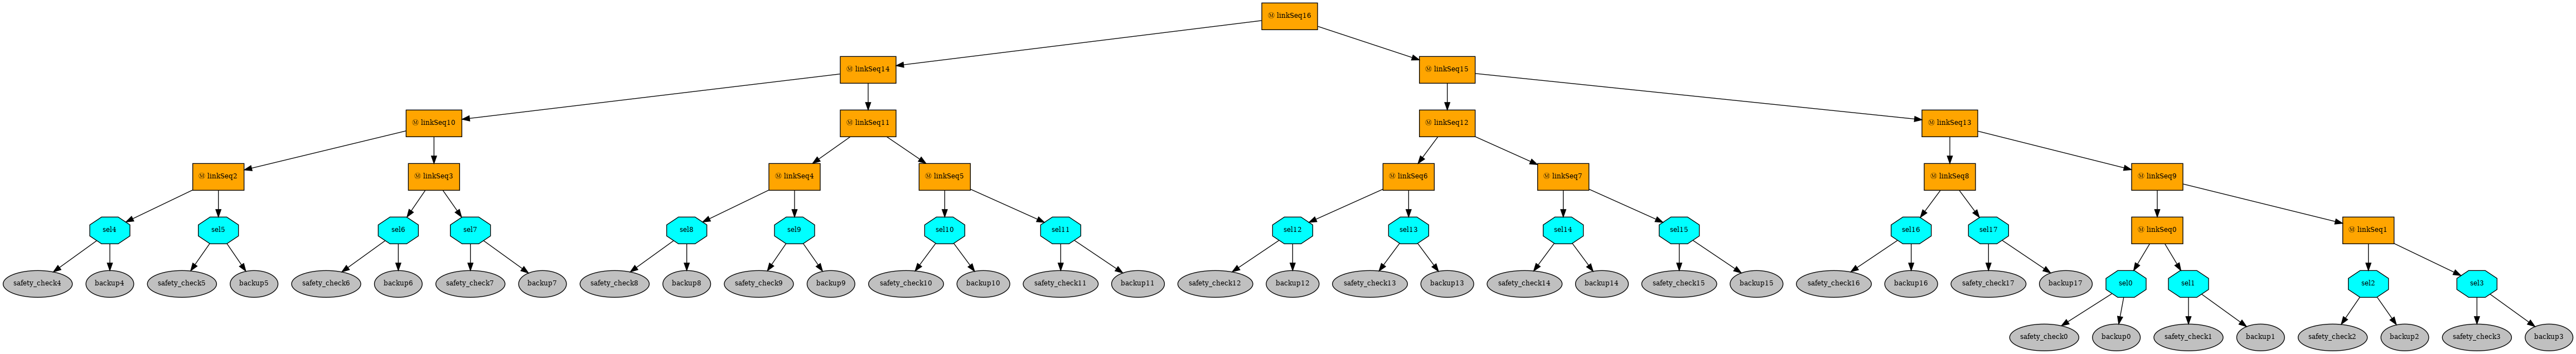 Ⓜ linkSeq16
Ⓜ linkSeq14
Ⓜ linkSeq15
Ⓜ linkSeq10
Ⓜ linkSeq11
Ⓜ linkSeq12
Ⓜ linkSeq13
Ⓜ linkSeq2
Ⓜ linkSeq3
Ⓜ linkSeq4
Ⓜ linkSeq5
Ⓜ linkSeq6
Ⓜ linkSeq7
Ⓜ linkSeq8
Ⓜ linkSeq9
sel4
sel5
sel6
sel7
sel8
sel9
sel10
sel11
sel12
sel13
sel14
sel15
sel16
sel17
Ⓜ linkSeq0
Ⓜ linkSeq1
safety_check4
backup4
safety_check5
backup5
safety_check6
backup6
safety_check7
backup7
safety_check8
backup8
safety_check9
backup9
safety_check10
backup10
safety_check11
backup11
safety_check12
backup12
safety_check13
backup13
safety_check14
backup14
safety_check15
backup15
safety_check16
backup16
safety_check17
backup17
sel0
sel1
sel2
sel3
safety_check0
backup0
safety_check1
backup1
safety_check2
backup2
safety_check3
backup3